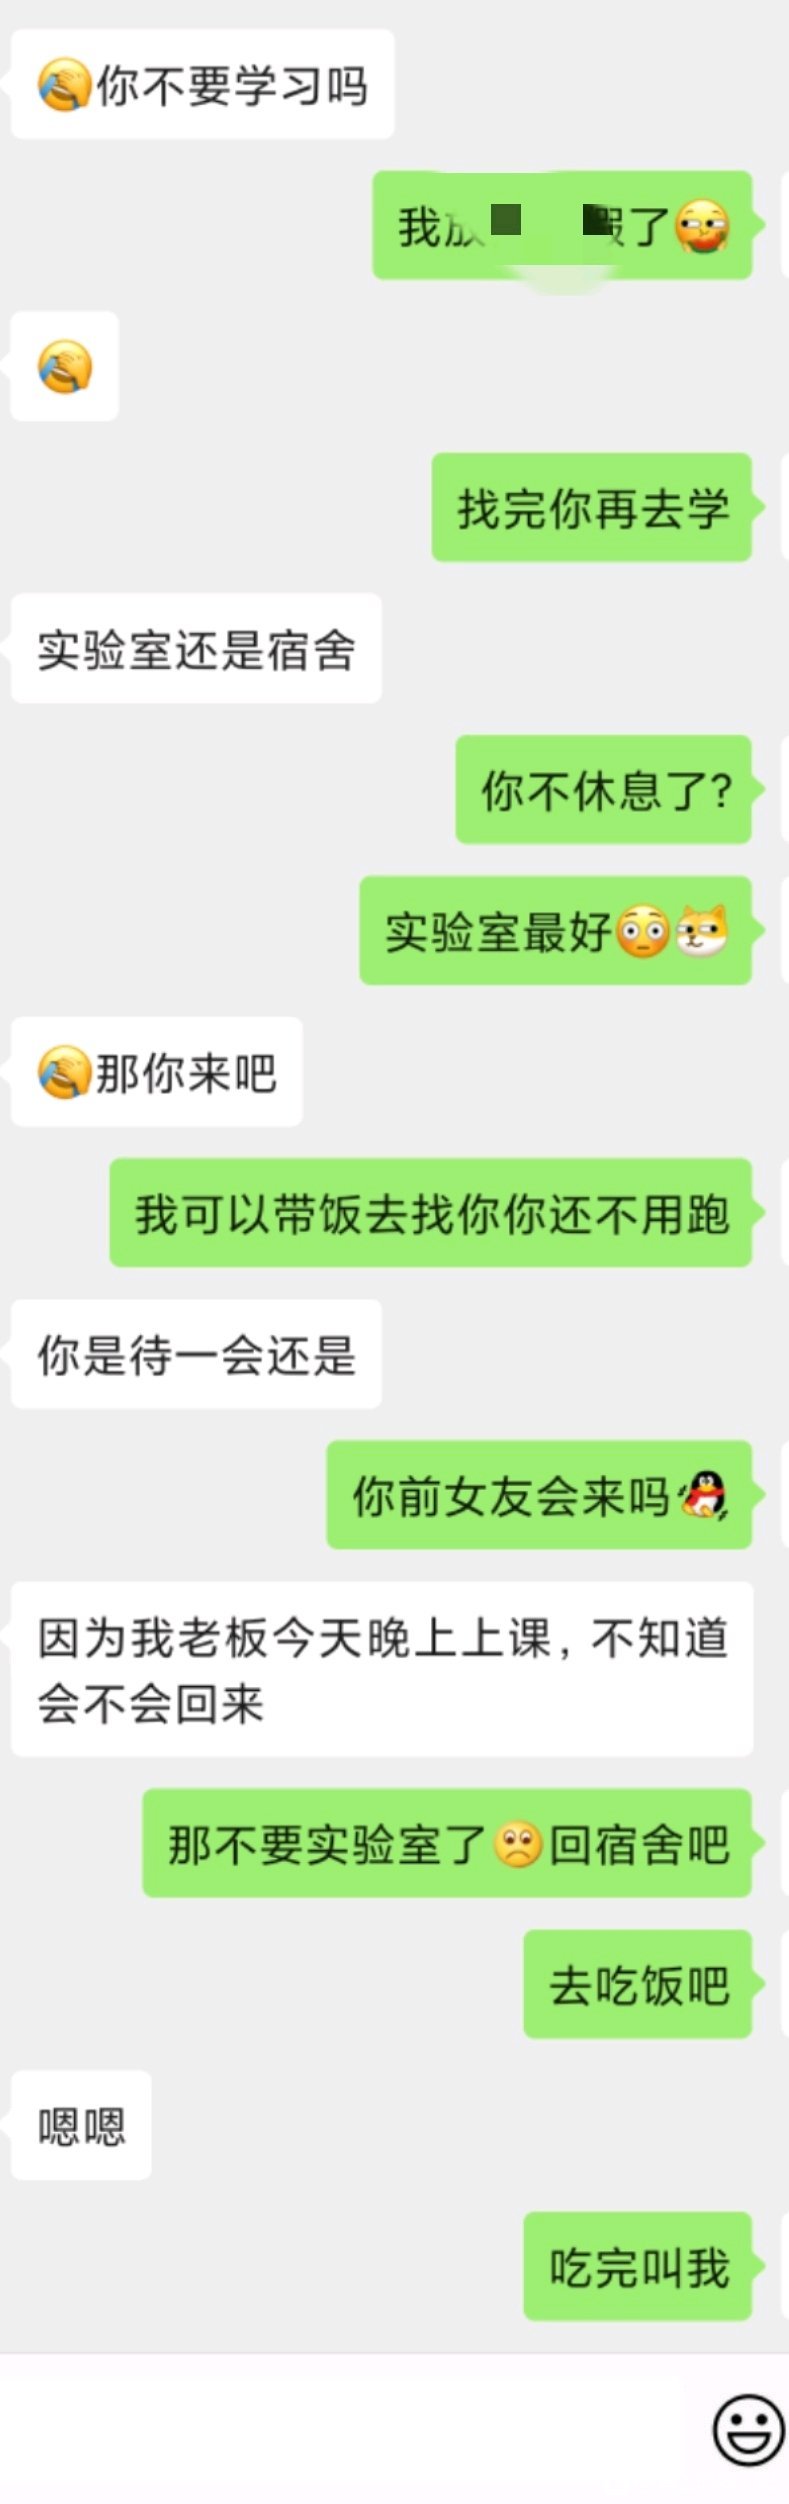 你不要学习吗
我放 假了
找完你再去学
实验室还是宿舍
你不休息了?
实验室最好
那你来吧
我可以带饭去找你你还不用跑
你是待一会还是
你前女友会来吗
因为我老板今天晚上上课，不知道
会不会回来
那不要实验室了 回宿舍吧
去吃饭吧
嗯嗯
吃完叫我